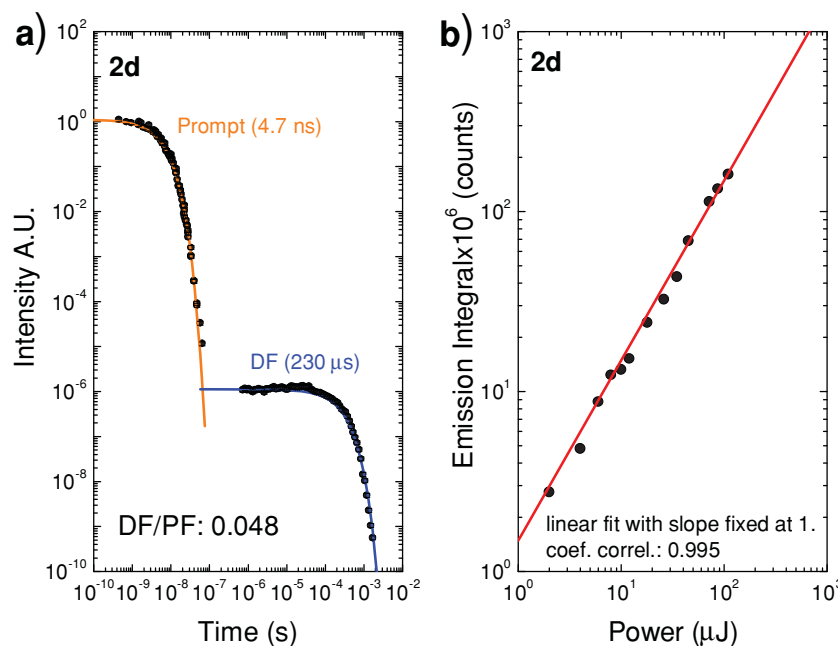 a)
2d
Prompt (4.7 ns)
DF (230 μs)
DF/PF: 0.048
Intensity A.U.
10^2
10^0
10^-2
10^-4
10^-6
10^-8
10^-10
10^-10 10^-9 10^-8 10^-7 10^-6 10^-5 10^-4 10^-3 10^-2
Time (s)
b)
2d
linear fit with slope fixed at 1.
coef. correl.: 0.995
Emission Integralx10^6 (counts)
10^3
10^2
10^1
10^0
10^0 10^1 10^2 10^3
Power (μJ)